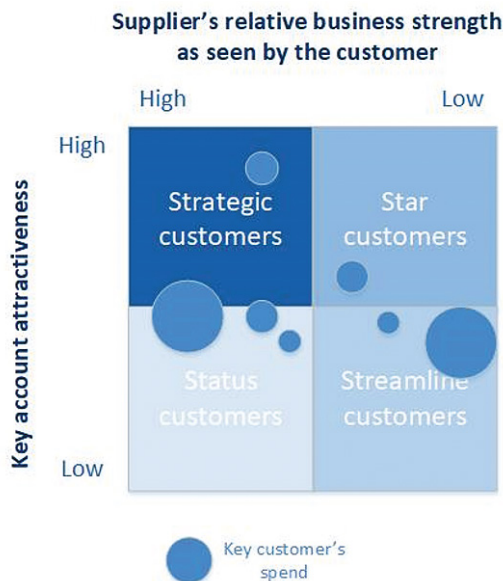 Supplier's relative business strength
as seen by the customer
High
Low
High
Key account attractiveness
Strategic
customers
Star
customers
Status
customers
Streamline
customers
Low
Key customer's
spend